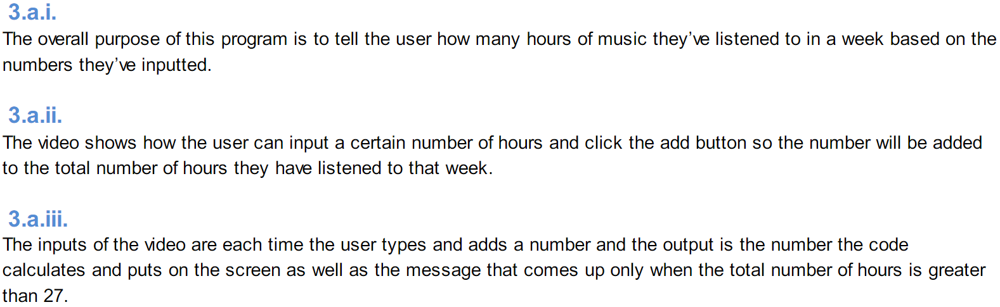 3.a.i.
The overall purpose of this program is to tell the user how many hours of music they’ve listened to in a week based on the
numbers they’ve inputted.
3.a.ii.
The video shows how the user can input a certain number of hours and click the add button so the number will be added
to the total number of hours they have listened to that week.
3.a.iii.
The inputs of the video are each time the user types and adds a number and the output is the number the code
calculates and puts on the screen as well as the message that comes up only when the total number of hours is greater
than 27.